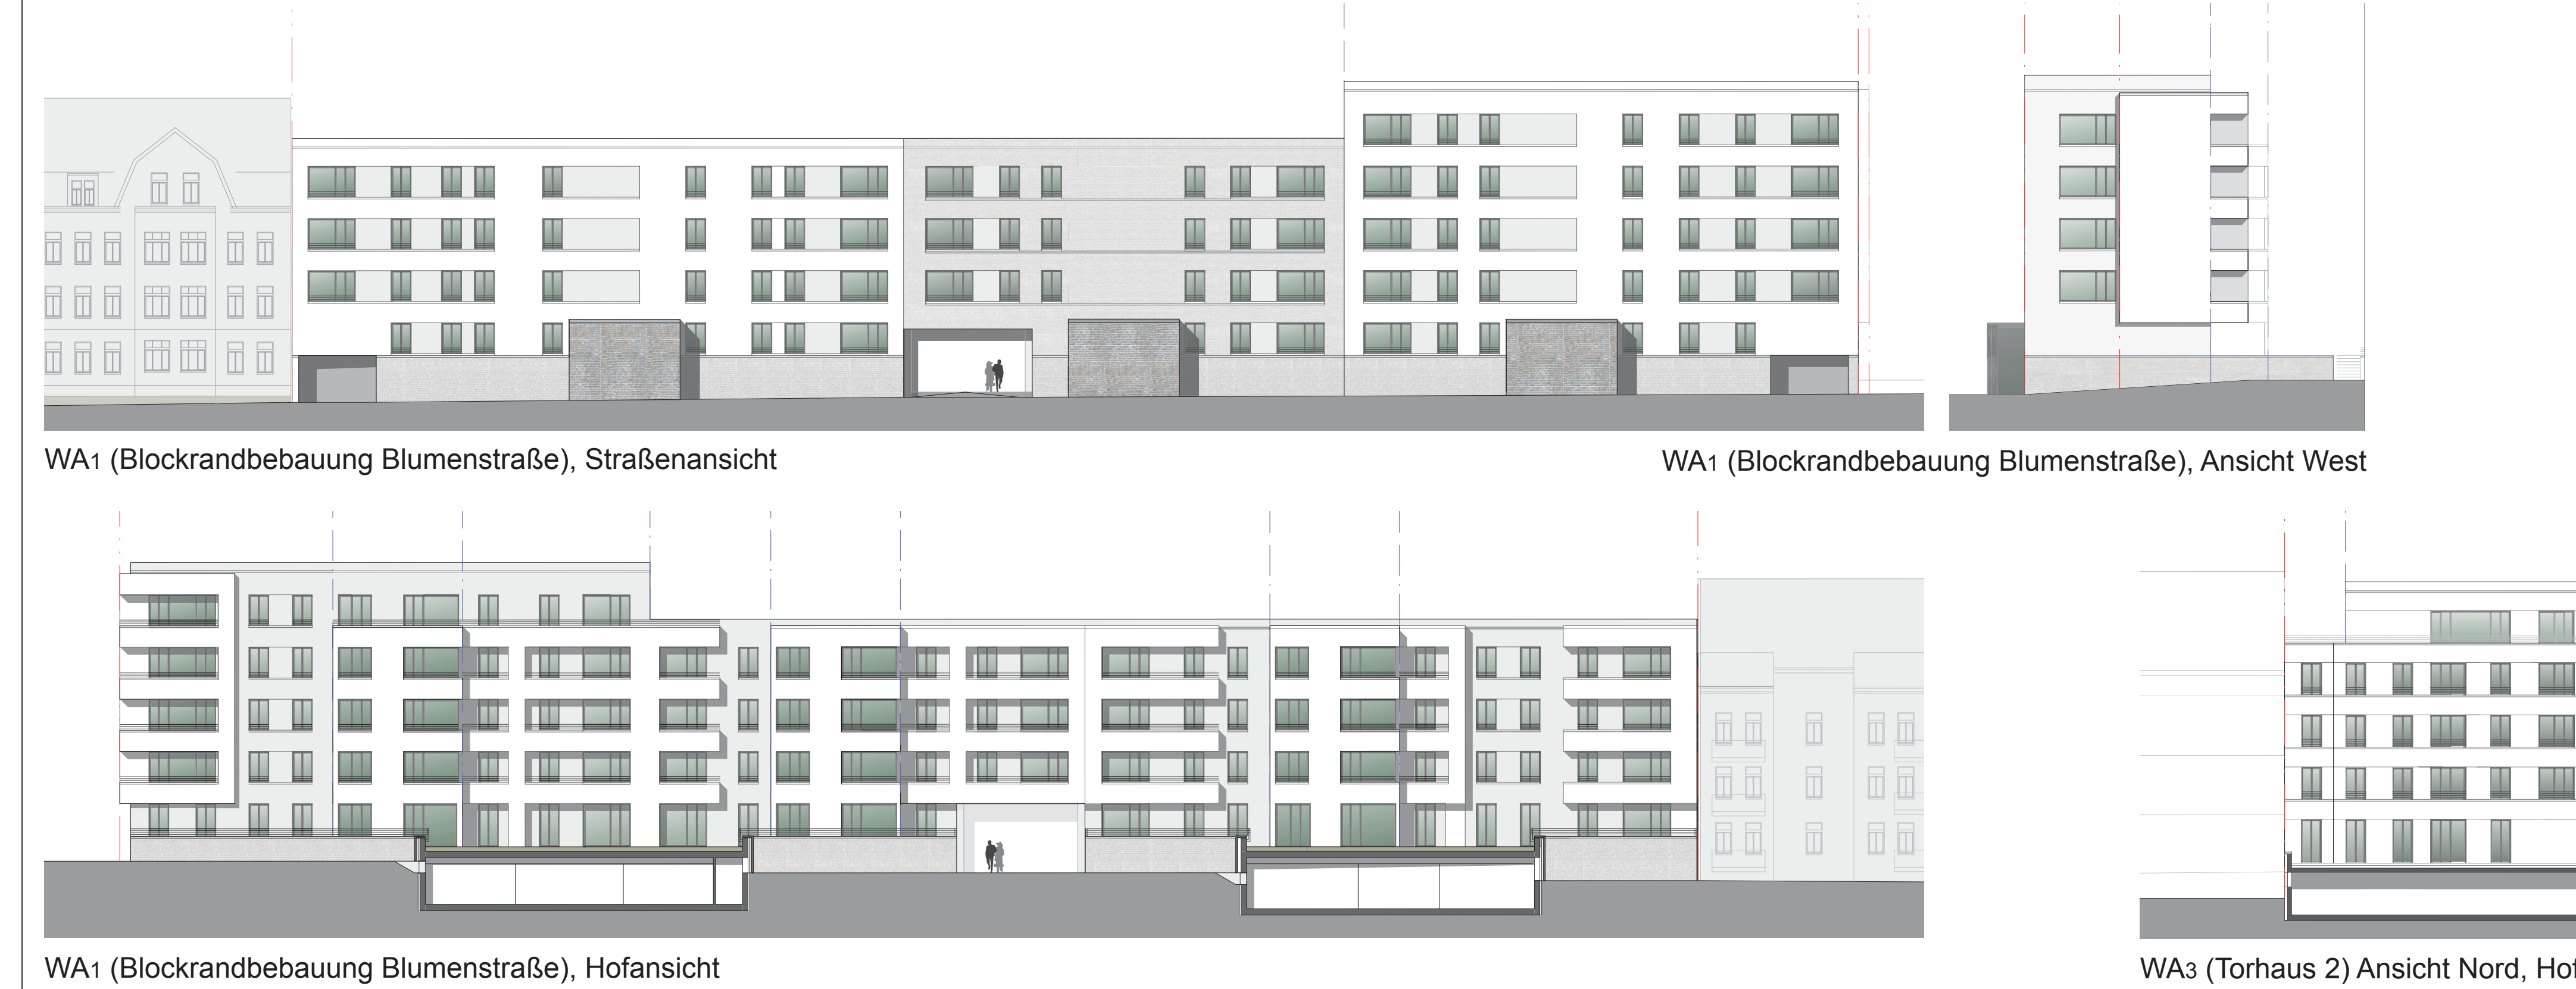 WA1 (Blockrandbebauung Blumenstraße), Straßenansicht
WA1 (Blockrandbebauung Blumenstraße), Ansicht West
WA1 (Blockrandbebauung Blumenstraße), Hofansicht
WA3 (Torhaus 2) Ansicht Nord,